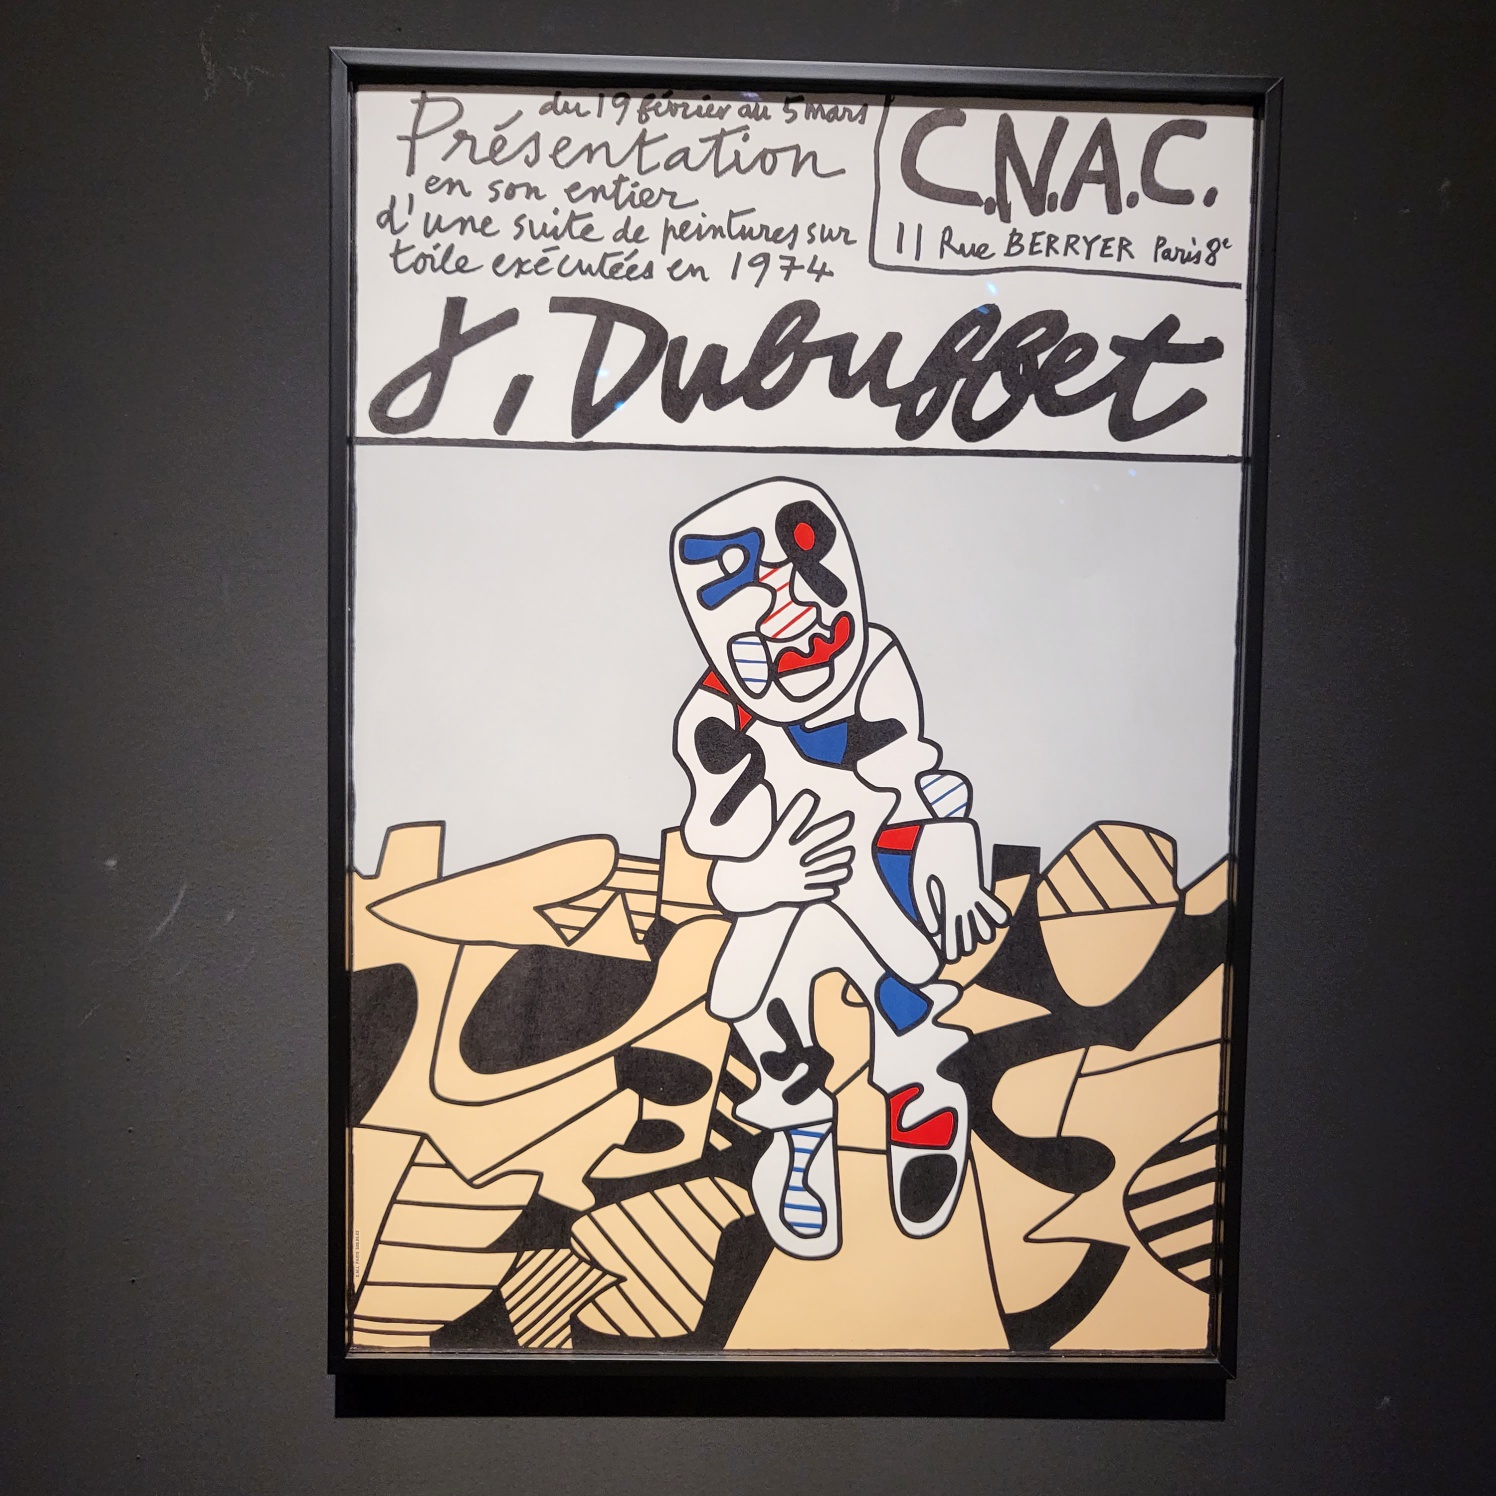 du 19 février au 5 mars
Présentation
en son entier
d'une suite de peintures sur
toile exécutées en 1974
C.N.A.C.
11 Rue BERRYER Paris 8e
J. Dubuffet